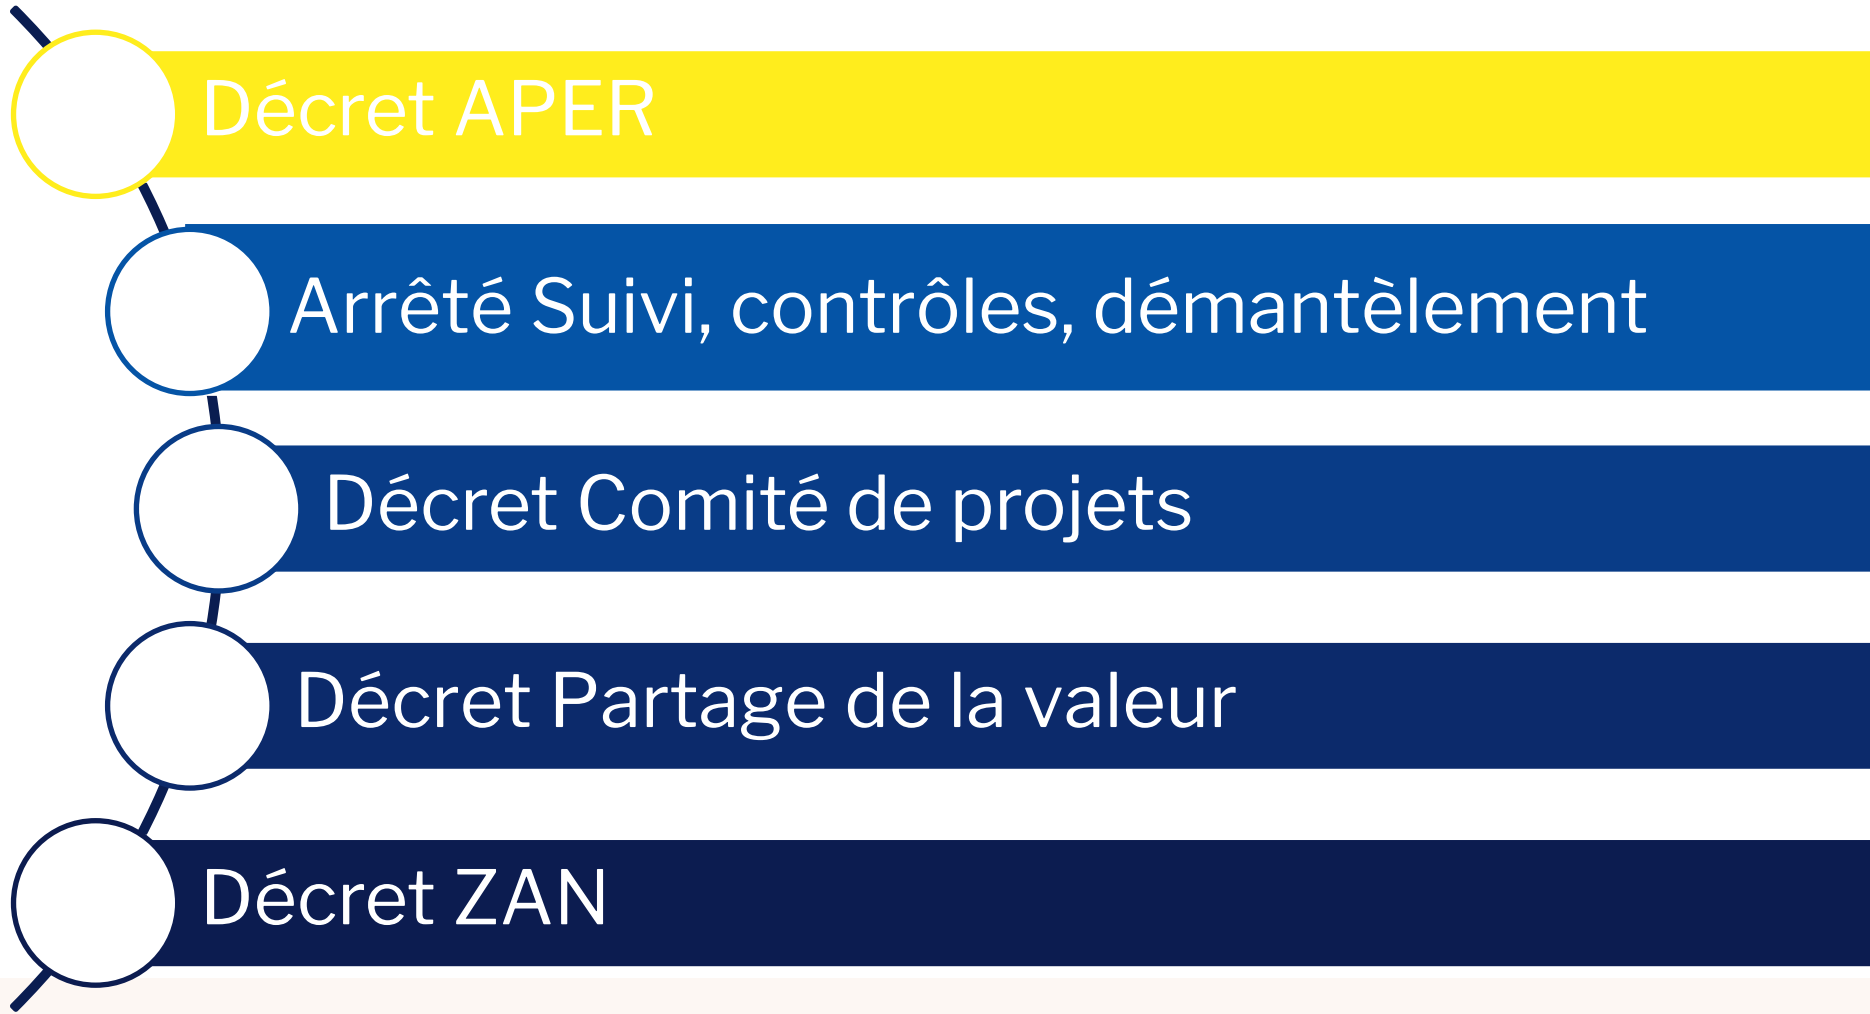 Décret APER
Arrêté Suivi, contrôles, démantèlement
Décret Comité de projets
Décret Partage de la valeur
Décret ZAN